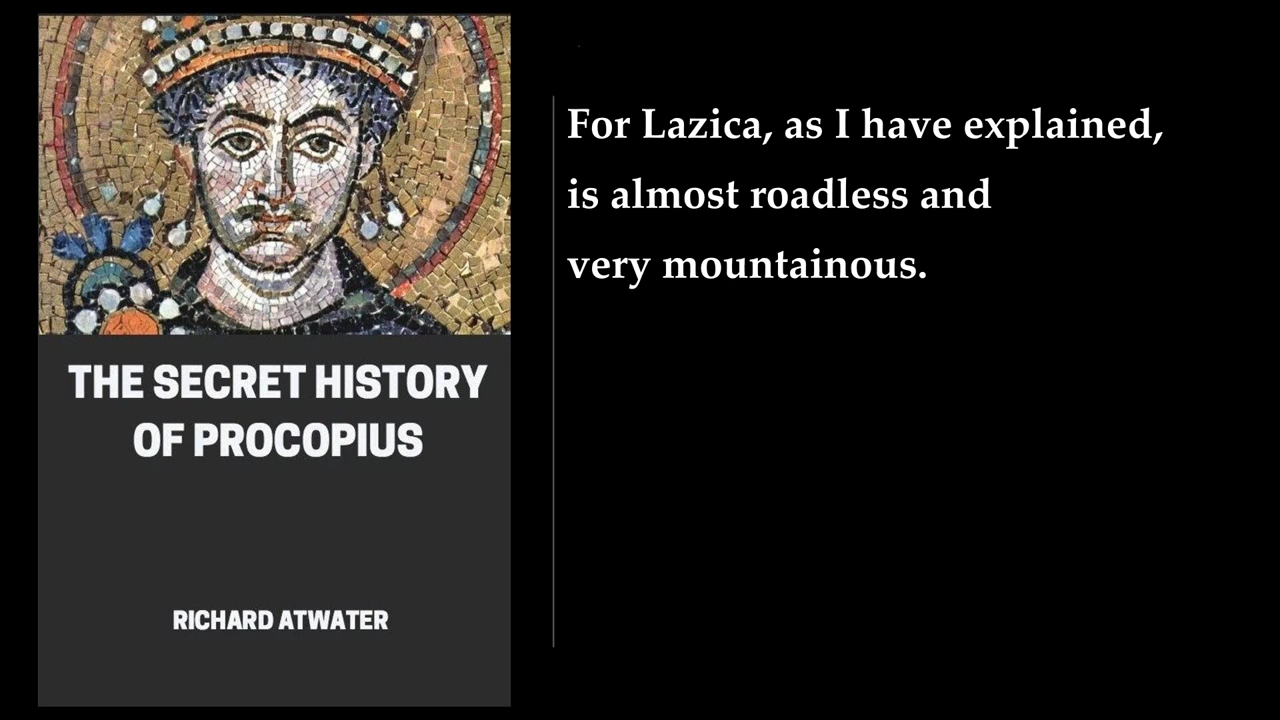 THE SECRET HISTORY
OF PROCOPIUS
RICHARD ATWATER
For Lazica, as I have explained,
is almost roadless and
very mountainous.